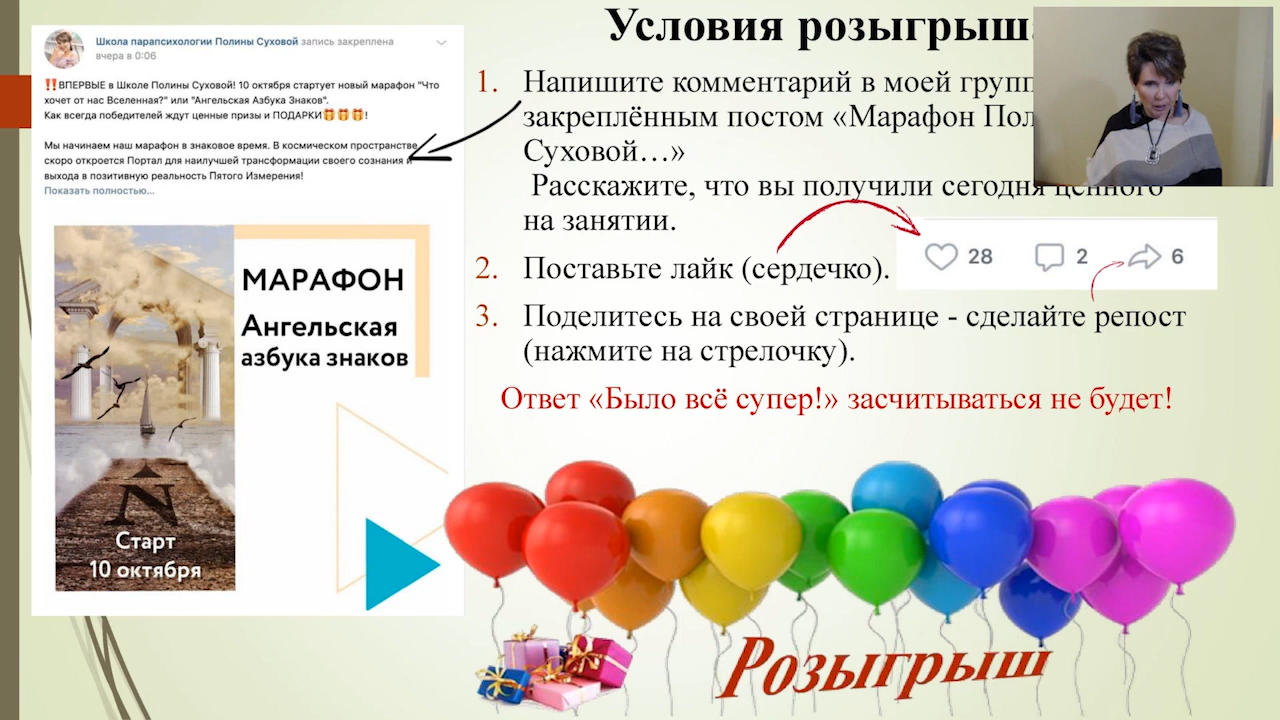 Условия розыгрыш
Школа парапсихологии Полины Суховой запись закреплена
вчера в 0:06
‼️ВПЕРВЫЕ в Школе Полины Суховой! 10 октября стартует новый марафон "Что
хочет от нас Вселенная?" или "Ангельская Азбука Знаков".
Как всегда победителей ждут ценные призы и ПОДАРКИ🎁🎁🎁!
Мы начинаем наш марафон в знаковое время. В космическом пространстве
скоро откроется Портал для наилучшей трансформации своего сознания и
выхода в позитивную реальность Пятого Измерения!
Показать полностью...
МАРАФОН
Ангельская
азбука знаков
N
Старт
10 октября
1. Напишите комментарий в моей групп
закреплённым постом «Марафон Пол
Суховой…»
Расскажите, что вы получили сегодня ценного
на занятии.
2. Поставьте лайк (сердечко).
28 2 6
3. Поделитесь на своей странице - сделайте репост
(нажмите на стрелочку).
Ответ «Было всё супер!» засчитываться не будет!
Розыгрыш